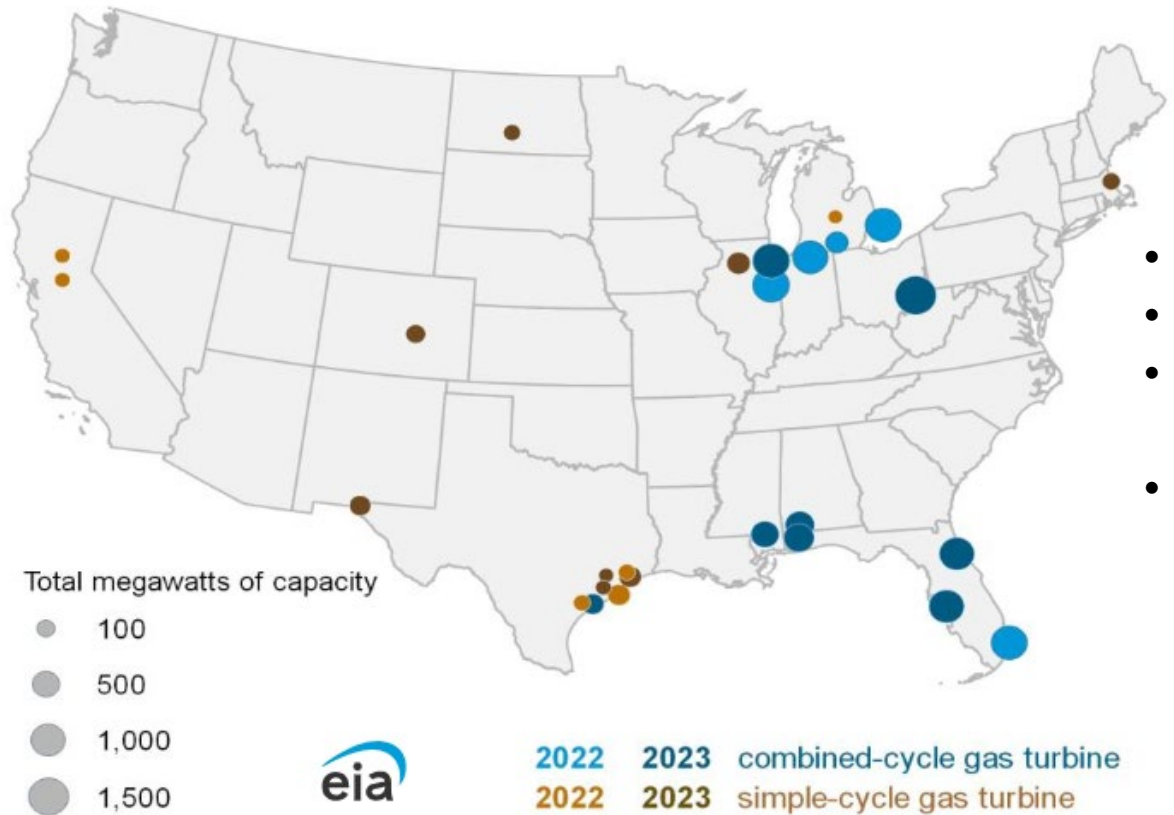 Total megawatts of capacity
100
500
1,000
1,500
eia
2022 2023 combined-cycle gas turbine
2022 2023 simple-cycle gas turbine